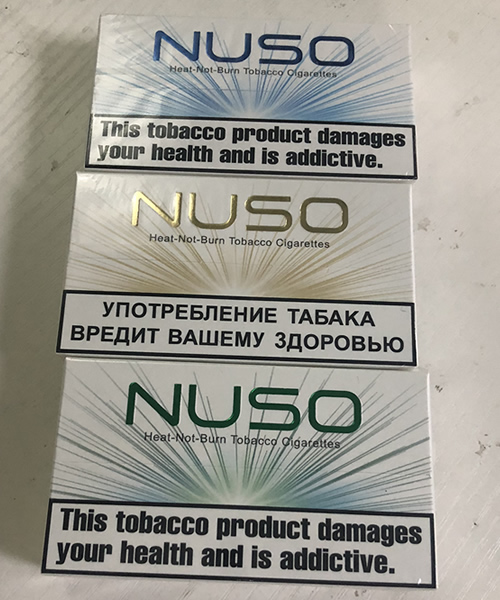 NUSO
Heat-Not-Burn Tobacco Cigarettes
This tobacco product damages
your health and is addictive.
NUSO
Heat-Not-Burn Tobacco Cigarettes
УПОТРЕБЛЕНИЕ ТАБАКА
ВРЕДИТ ВАШЕМУ ЗДОРОВЬЮ
NUSO
Heat-Not-Burn Tobacco Cigarettes
This tobacco product damages
your health and is addictive.